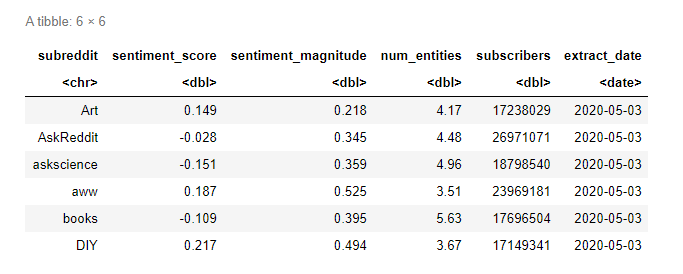 A tibble: 6 × 6
subreddit sentiment_score sentiment_magnitude num_entities subscribers extract_date
<chr> <dbl> <dbl> <dbl> <dbl> <date>
Art 0.149 0.218 4.17 17238029 2020-05-03
AskReddit -0.028 0.345 4.48 26971071 2020-05-03
askscience -0.151 0.359 4.96 18798540 2020-05-03
aww 0.187 0.525 3.51 23969181 2020-05-03
books -0.109 0.395 5.63 17696504 2020-05-03
DIY 0.217 0.494 3.67 17149341 2020-05-03